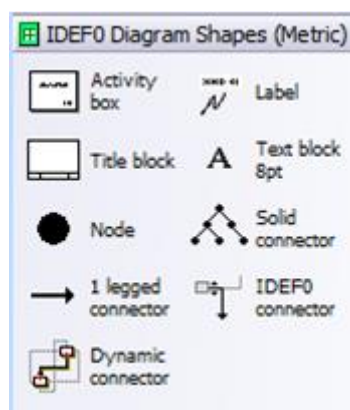 IDEF0 Diagram Shapes (Metric)
Activity
box
Label
Title block
A
Text block
8pt
Node
Solid
connector
1 legged
connector
IDEF0
connector
Dynamic
connector